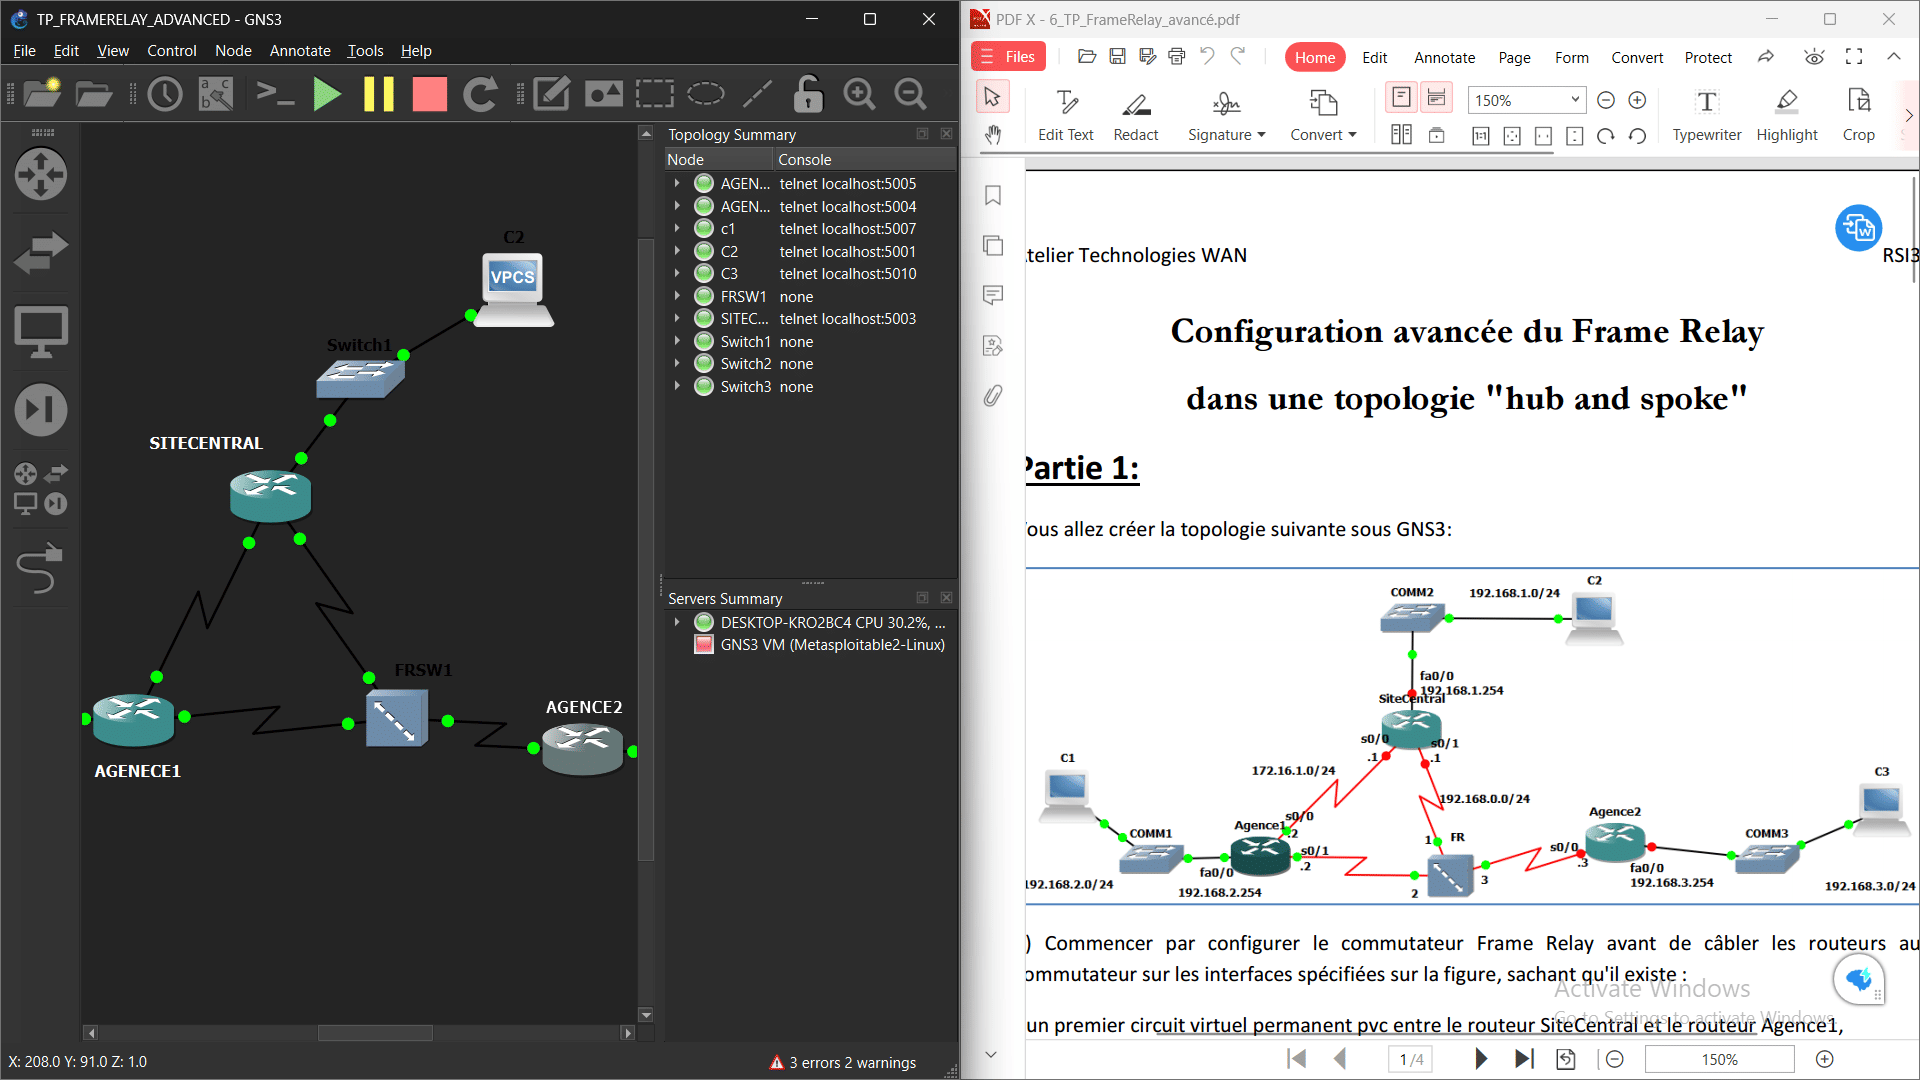 TP_FRAMERELAY_ADVANCED - GNS3
File Edit View Control Node Annotate Tools Help
Topology Summary
Node Console
AGEN... telnet localhost:5005
AGEN... telnet localhost:5004
c1 telnet localhost:5007
C2 telnet localhost:5001
C3 telnet localhost:5010
FRSW1 none
SITEC... telnet localhost:5003
Switch1 none
Switch2 none
Switch3 none
C2
VPCS
Switch1
SITECENTRAL
FRSW1
AGENCE2
AGENECE1
Servers Summary
DESKTOP-KRO2BC4 CPU 30.2%, ...
GNS3 VM (Metasploitable2-Linux)
X: 208.0 Y: 91.0 Z: 1.0
3 errors 2 warnings
PDF X - 6_TP_FrameRelay_avancé.pdf
Files
Home Edit Annotate Page Form Convert Protect
150%
Edit Text Redact Signature Convert Typewriter Highlight Crop
telier Technologies WAN RSI3
Configuration avancée du Frame Relay
dans une topologie "hub and spoke"
Partie 1:
ous allez créer la topologie suivante sous GNS3:
C2
COMM2 192.168.1.0/24
fa0/0
192.168.1.254
SiteCentral
s0/0 s0/1
.1 .1
C1
172.16.1.0/24
C3
192.168.0.0/24
Agence2
s0/0
Agence1 .2
COMM1
s0/1
.2
1 FR
s0/0
.3
COMM3
fa0/0
fa0/0
2 3
192.168.2.0/24
192.168.2.254
192.168.3.254
192.168.3.0/24
) Commencer par configurer le commutateur Frame Relay avant de câbler les routeurs au
ommutateur sur les interfaces spécifiées sur la figure, sachant qu'il existe :
Activate Windows
Go to Settings to activate Windows.
un premier circuit virtuel permanent pvc entre le routeur SiteCentral et le routeur Agence1,
1 /4
150%